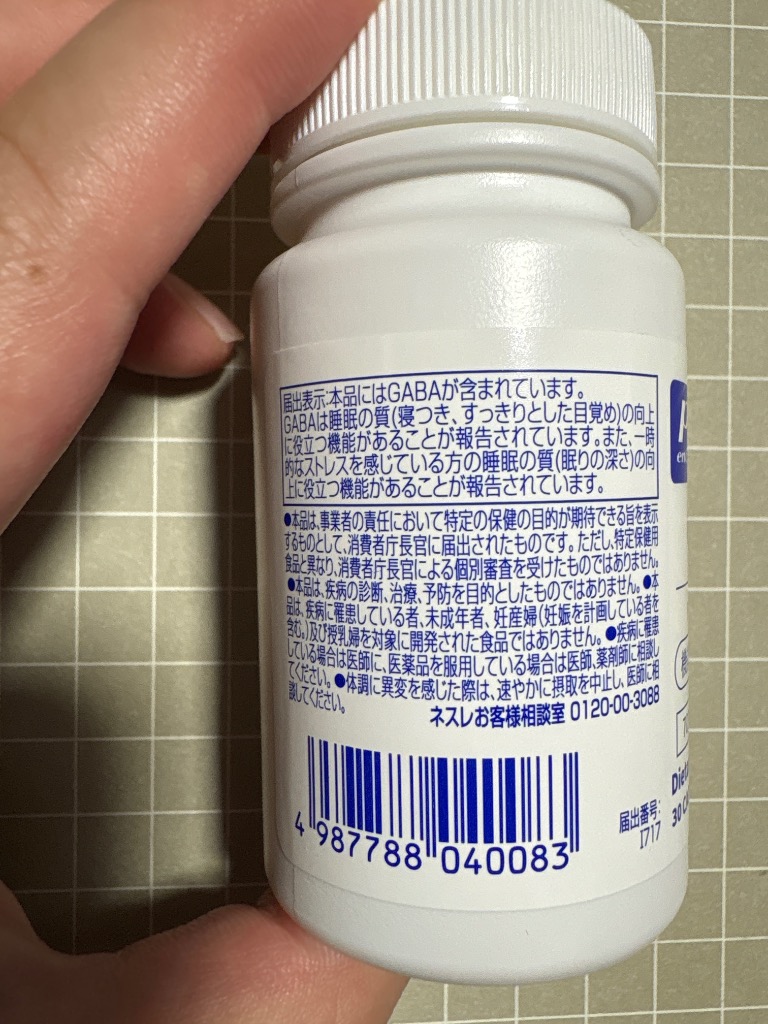 届出表示:本品にはGABAが含まれています。
GABAは睡眠の質(寝つき、すっきりとした目覚め)の向上
に役立つ機能があることが報告されています。また、一時
的なストレスを感じている方の睡眠の質(眠りの深さ)の向
上に役立つ機能があることが報告されています。
●本品は、事業者の責任において特定の保健の目的が期待できる旨を表示
するものとして、消費者庁長官に届出されたものです。ただし、特定保健用
食品と異なり、消費者庁長官による個別審査を受けたものではありません。
●本品は、疾病の診断、治療、予防を目的としたものではありません。●本
品は、疾病に罹患している者、未成年者、妊産婦(妊娠を計画している者を
含む。)及び授乳婦を対象に開発された食品ではありません。●疾病に罹患
している場合は医師に、医薬品を服用している場合は医師、薬剤師に相談し
てください。●体調に異変を感じた際は、速やかに摂取を中止し、医師に相
談してください。
ネスレお客様相談室 0120-00-3088
4 987788 040083
届出番号:
I717
30